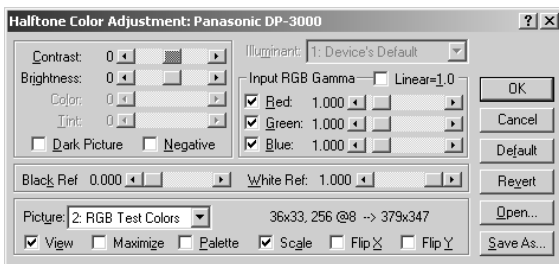 Halftone Color Adjustment: Panasonic DP-3000
Contrast: 0
Brightness: 0
Color: 0
Tint: 0
Dark Picture Negative
Illuminant: 1: Device's Default
Input RGB Gamma Linear=1.0
Red: 1.000
Green: 1.000
Blue: 1.000
Black Ref 0.000 White Ref: 1.000
Picture: 2: RGB Test Colors 36x33, 256 @8 --> 379x347
View Maximize Palette Scale Flip X Flip Y
OK
Cancel
Default
Revert
Open...
Save As...